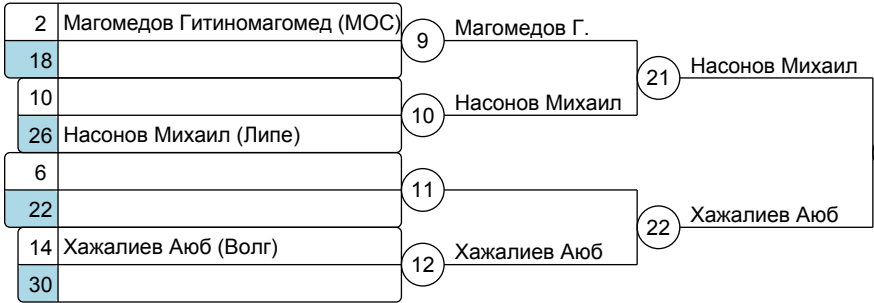 2 Магомедов Гитиномагомед (МОС)
9 Магомедов Г.
18
21 Насонов Михаил
10
10 Насонов Михаил
26 Насонов Михаил (Липе)
6
11
22
22 Хажалиев Аюб
14 Хажалиев Аюб (Волг)
12 Хажалиев Аюб
30